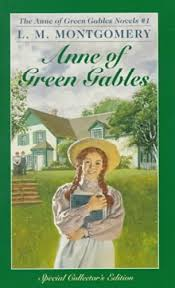 The Anne of Green Gables Novels #1
L. M. MONTGOMERY
Anne of
Green Gables
Special Collector's Edition